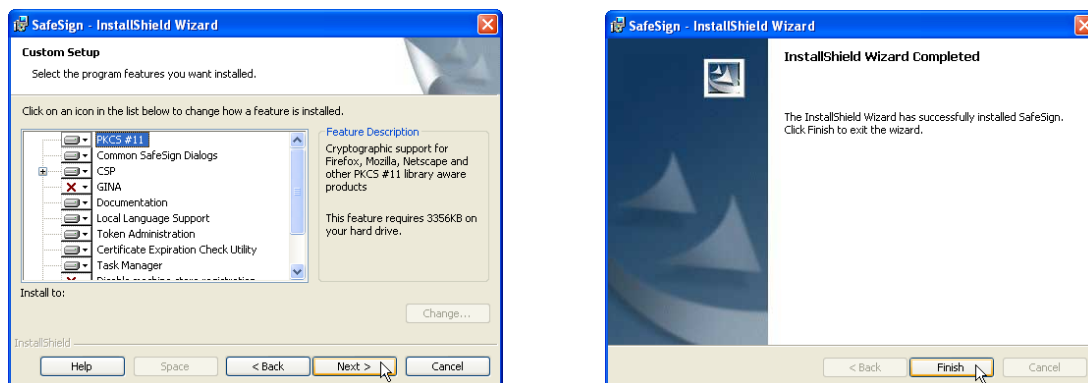 SafeSign - InstallShield Wizard
Custom Setup
Select the program features you want installed.
Click on an icon in the list below to change how a feature is installed.
PKCS #11
Common SafeSign Dialogs
CSP
GINA
Documentation
Local Language Support
Token Administration
Certificate Expiration Check Utility
Task Manager
Disable machine store registration
Feature Description
Cryptographic support for
Firefox, Mozilla, Netscape and
other PKCS #11 library aware
products
This feature requires 3356KB on
your hard drive.
Install to:
Change...
InstallShield
Help
Space
< Back
Next >
Cancel
SafeSign - InstallShield Wizard
InstallShield Wizard Completed
The InstallShield Wizard has successfully installed SafeSign.
Click Finish to exit the wizard.
< Back
Finish
Cancel